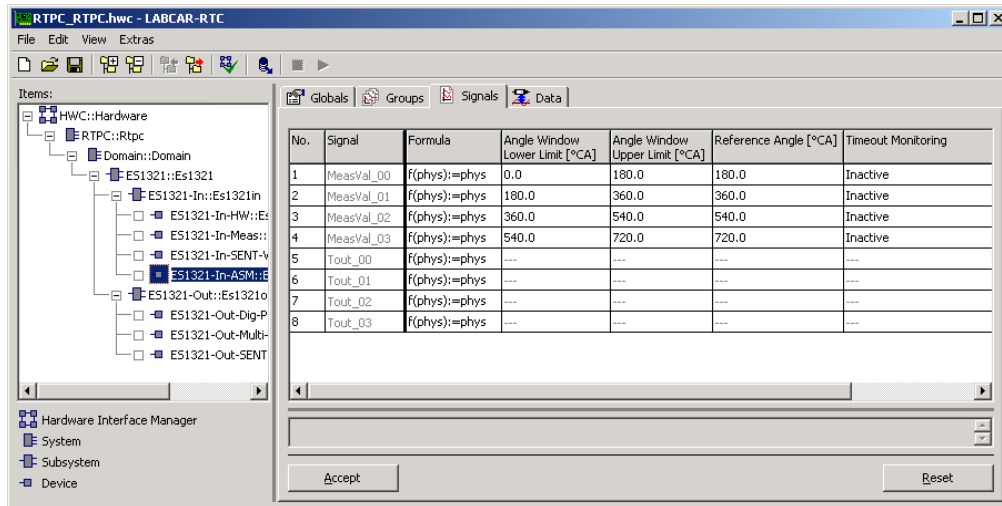 RTPC_RTPC.hwc - LABCAR-RTC
File Edit View Extras
Items:
HWC::Hardware
RTPC::Rtpc
Domain::Domain
ES1321::Es1321
ES1321-In::Es1321in
ES1321-In-HW::Es
ES1321-In-Meas::
ES1321-In-SENT-V
ES1321-In-ASM::E
ES1321-Out::Es1321o
ES1321-Out-Dig-P
ES1321-Out-Multi-
ES1321-Out-SENT
Hardware Interface Manager
System
Subsystem
Device
Globals Groups Signals Data
No. Signal Formula Angle Window Lower Limit [°CA] Angle Window Upper Limit [°CA] Reference Angle [°CA] Timeout Monitoring
1 MeasVal_00 f(phys):=phys 0.0 180.0 180.0 Inactive
2 MeasVal_01 f(phys):=phys 180.0 360.0 360.0 Inactive
3 MeasVal_02 f(phys):=phys 360.0 540.0 540.0 Inactive
4 MeasVal_03 f(phys):=phys 540.0 720.0 720.0 Inactive
5 Tout_00 f(phys):=phys --- --- --- ---
6 Tout_01 f(phys):=phys --- --- --- ---
7 Tout_02 f(phys):=phys --- --- --- ---
8 Tout_03 f(phys):=phys --- --- --- ---
Accept Reset